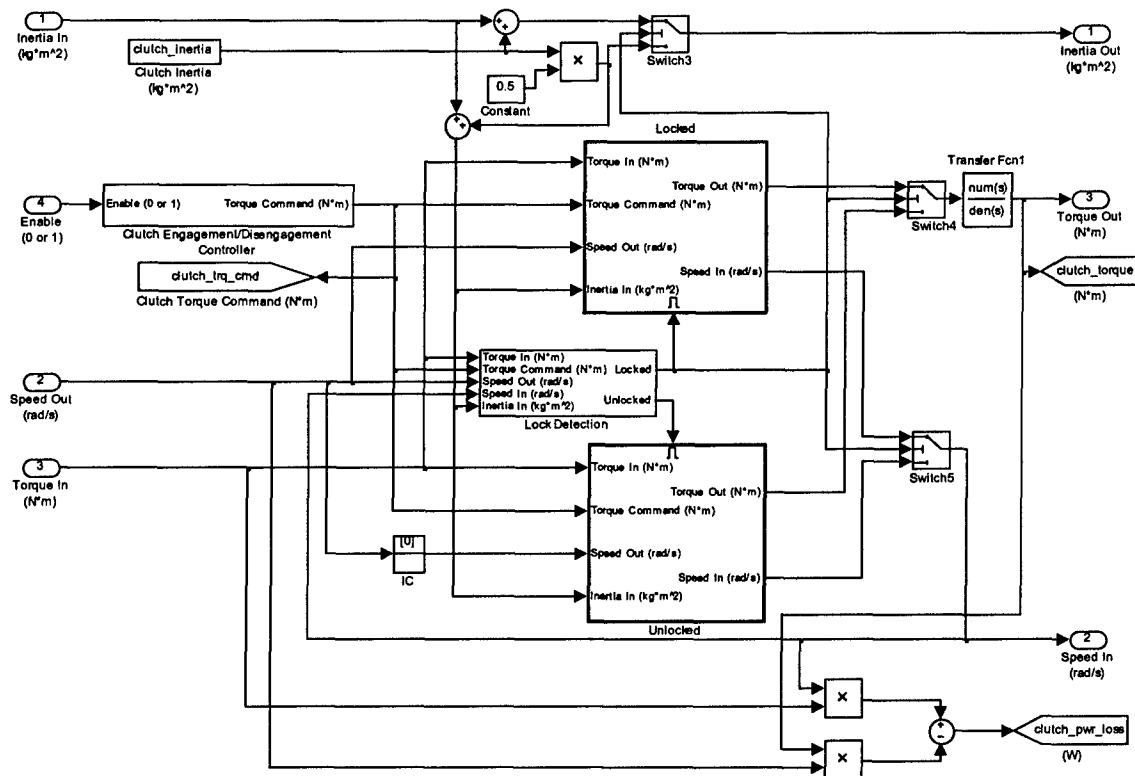 1
Inertia In
(kg*m^2)
clutch_inertia
Clutch Inertia
(kg*m^2)
++
×
0.5
Constant
Switch3
1
Inertia Out
(kg*m^2)
++
Locked
Torque In (N*m)
Torque Command (N*m)
Speed Out (rad/s)
Inertia In (kg*m^2)
Torque Out (N*m)
Speed In (rad/s)
4
Enable
(0 or 1)
Enable (0 or 1)
Torque Command (N*m)
Clutch Engagement/Disengagement
Controller
clutch_trq_cmd
Clutch Torque Command (N*m)
Switch4
Transfer Fcn1
num(s)
den(s)
3
Torque Out
(N*m)
clutch_torque
(N*m)
2
Speed Out
(rad/s)
Torque In (N*m)
Torque Command (N*m)
Speed Out (rad/s)
Speed In (rad/s)
Inertia In (kg*m^2)
Locked
Unlocked
Lock Detection
3
Torque In
(N*m)
Torque In (N*m)
Torque Command (N*m)
Speed Out (rad/s)
Inertia In (kg*m^2)
Torque Out (N*m)
Speed In (rad/s)
Unlocked
[0]
IC
Switch5
2
Speed In
(rad/s)
×
×
+
−
clutch_pwr_loss
(W)